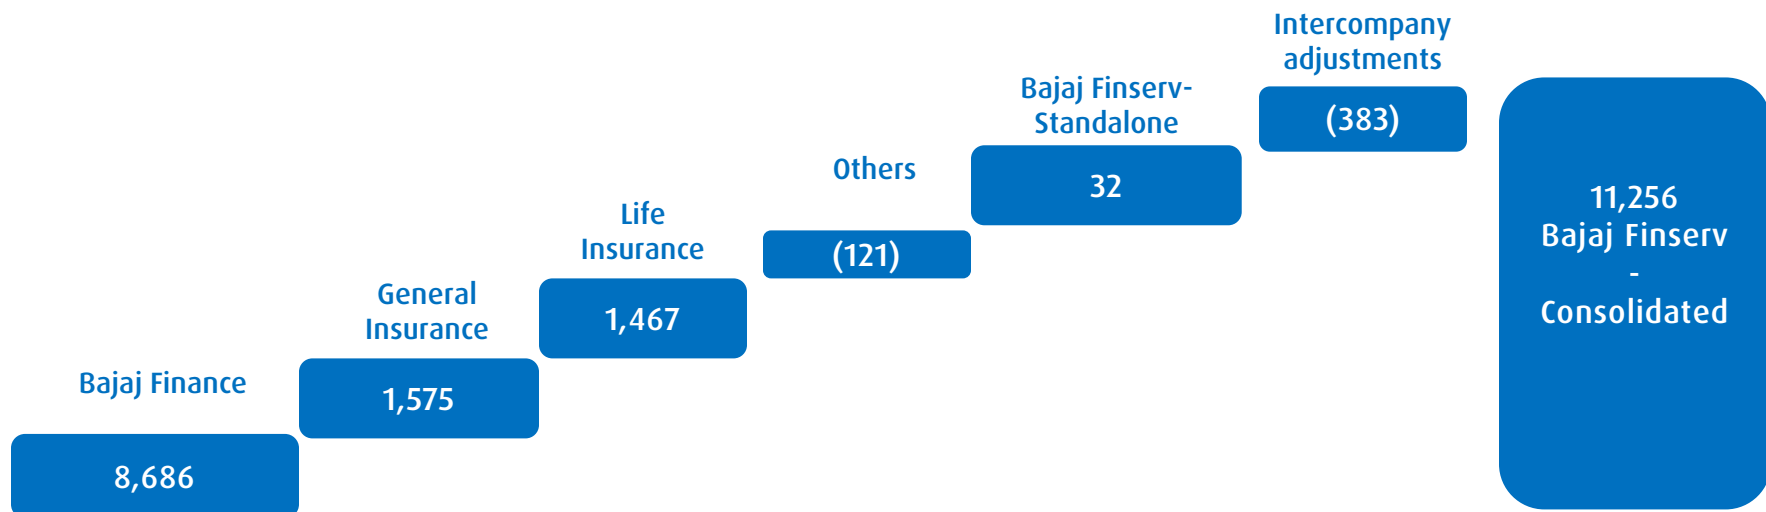 Bajaj Finance
8,686
General
Insurance
1,575
Life
Insurance
1,467
Others
(121)
Bajaj Finserv-
Standalone
32
Intercompany
adjustments
(383)
11,256
Bajaj Finserv
-
Consolidated